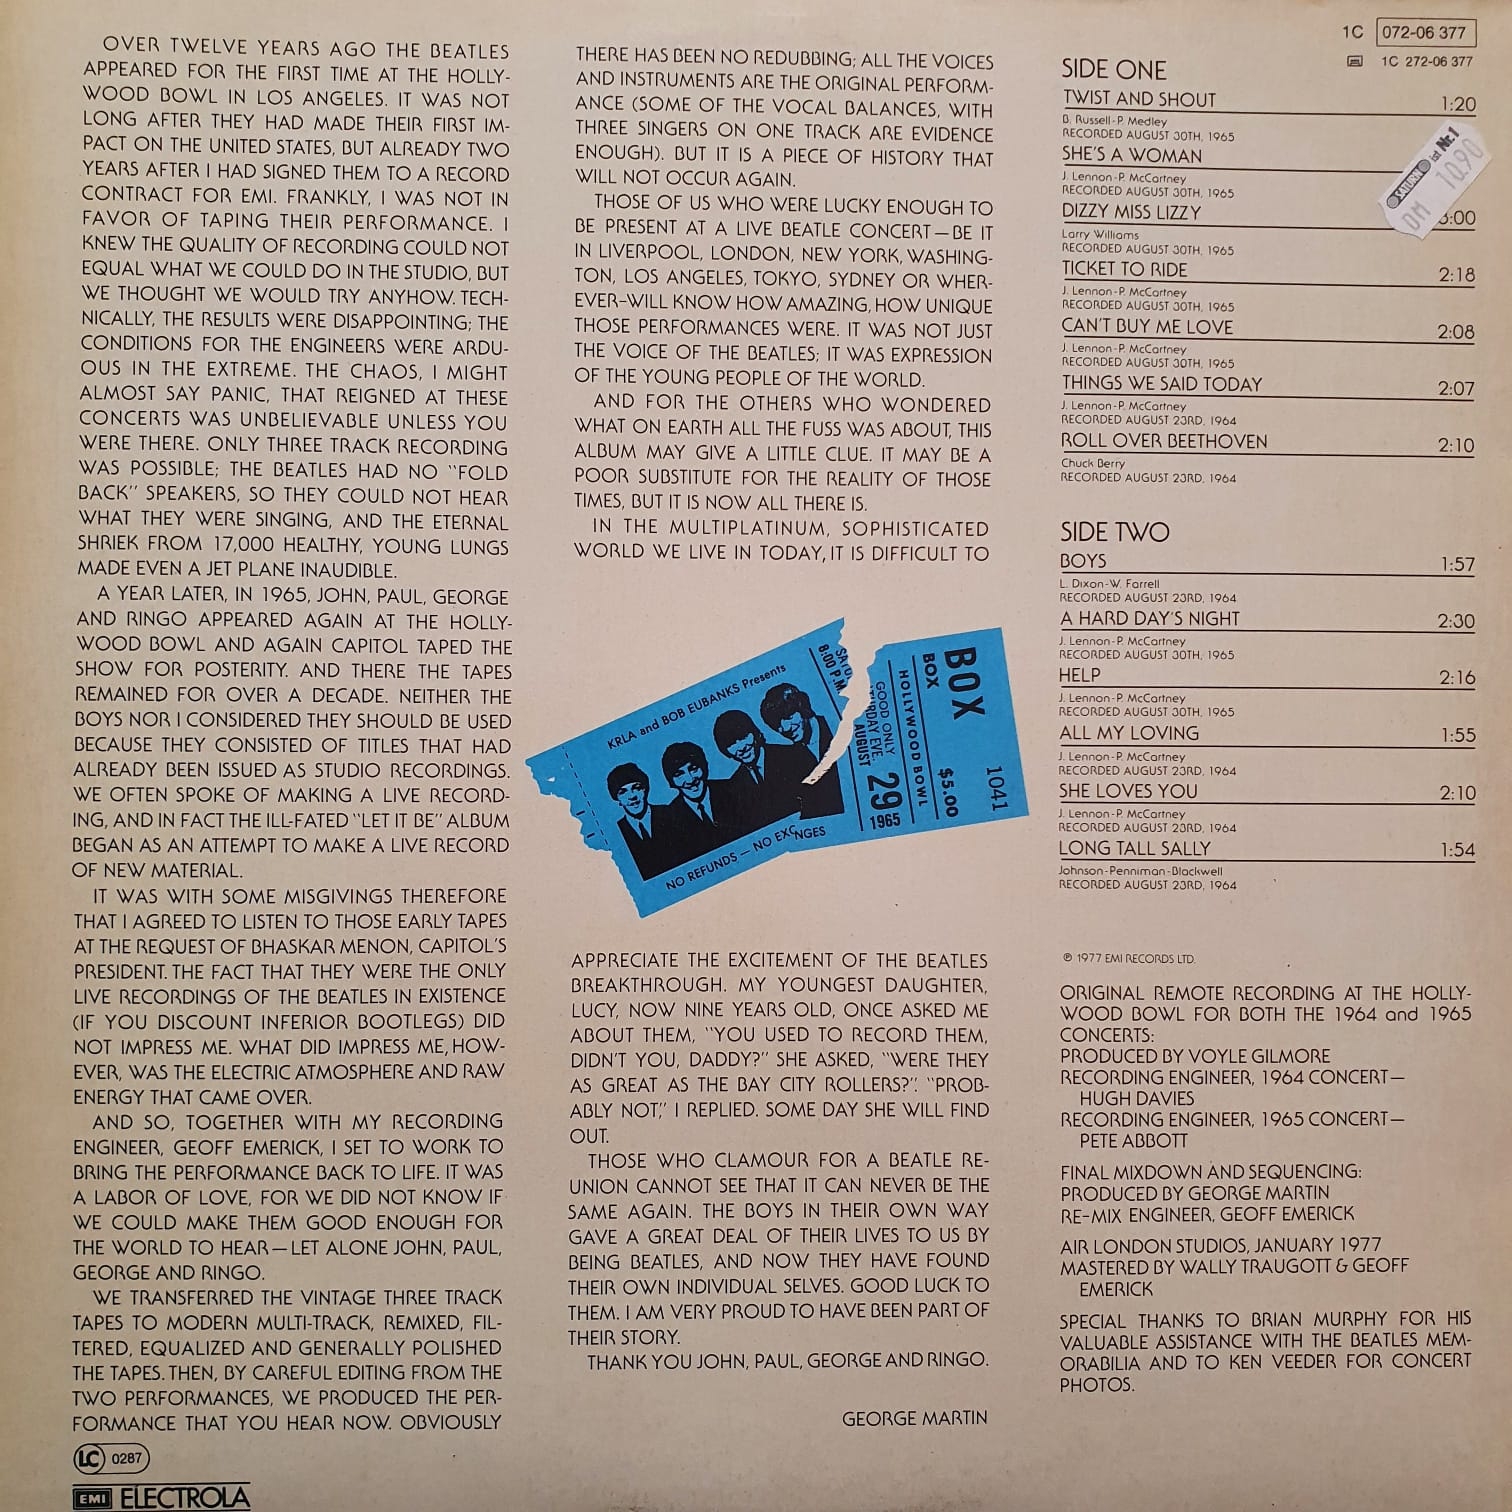 OVER TWELVE YEARS AGO THE BEATLES
APPEARED FOR THE FIRST TIME AT THE HOLLY-
WOOD BOWL IN LOS ANGELES. IT WAS NOT
LONG AFTER THEY HAD MADE THEIR FIRST IM-
PACT ON THE UNITED STATES, BUT ALREADY TWO
YEARS AFTER I HAD SIGNED THEM TO A RECORD
CONTRACT FOR EMI. FRANKLY, I WAS NOT IN
FAVOR OF TAPING THEIR PERFORMANCE. I
KNEW THE QUALITY OF RECORDING COULD NOT
EQUAL WHAT WE COULD DO IN THE STUDIO, BUT
WE THOUGHT WE WOULD TRY ANYHOW. TECH-
NICALLY, THE RESULTS WERE DISAPPOINTING; THE
CONDITIONS FOR THE ENGINEERS WERE ARDU-
OUS IN THE EXTREME. THE CHAOS, I MIGHT
ALMOST SAY PANIC, THAT REIGNED AT THESE
CONCERTS WAS UNBELIEVABLE UNLESS YOU
WERE THERE. ONLY THREE TRACK RECORDING
WAS POSSIBLE; THE BEATLES HAD NO "FOLD
BACK" SPEAKERS, SO THEY COULD NOT HEAR
WHAT THEY WERE SINGING, AND THE ETERNAL
SHRIEK FROM 17,000 HEALTHY, YOUNG LUNGS
MADE EVEN A JET PLANE INAUDIBLE.
A YEAR LATER, IN 1965, JOHN, PAUL, GEORGE
AND RINGO APPEARED AGAIN AT THE HOLLY-
WOOD BOWL AND AGAIN CAPITOL TAPED THE
SHOW FOR POSTERITY. AND THERE THE TAPES
REMAINED FOR OVER A DECADE. NEITHER THE
BOYS NOR I CONSIDERED THEY SHOULD BE USED
BECAUSE THEY CONSISTED OF TITLES THAT HAD
ALREADY BEEN ISSUED AS STUDIO RECORDINGS.
WE OFTEN SPOKE OF MAKING A LIVE RECORD-
ING, AND IN FACT THE ILL-FATED "LET IT BE" ALBUM
BEGAN AS AN ATTEMPT TO MAKE A LIVE RECORD
OF NEW MATERIAL.
IT WAS WITH SOME MISGIVINGS THEREFORE
THAT I AGREED TO LISTEN TO THOSE EARLY TAPES
AT THE REQUEST OF BHASKAR MENON, CAPITOL'S
PRESIDENT. THE FACT THAT THEY WERE THE ONLY
LIVE RECORDINGS OF THE BEATLES IN EXISTENCE
(IF YOU DISCOUNT INFERIOR BOOTLEGS) DID
NOT IMPRESS ME. WHAT DID IMPRESS ME, HOW-
EVER, WAS THE ELECTRIC ATMOSPHERE AND RAW
ENERGY THAT CAME OVER.
AND SO, TOGETHER WITH MY RECORDING
ENGINEER, GEOFF EMERICK, I SET TO WORK TO
BRING THE PERFORMANCE BACK TO LIFE. IT WAS
A LABOR OF LOVE, FOR WE DID NOT KNOW IF
WE COULD MAKE THEM GOOD ENOUGH FOR
THE WORLD TO HEAR—LET ALONE JOHN, PAUL,
GEORGE AND RINGO.
WE TRANSFERRED THE VINTAGE THREE TRACK
TAPES TO MODERN MULTI-TRACK, REMIXED, FIL-
TERED, EQUALIZED AND GENERALLY POLISHED
THE TAPES. THEN, BY CAREFUL EDITING FROM THE
TWO PERFORMANCES, WE PRODUCED THE PER-
FORMANCE THAT YOU HEAR NOW. OBVIOUSLY
LC 0287
EMI ELECTROLA
THERE HAS BEEN NO REDUBBING; ALL THE VOICES
AND INSTRUMENTS ARE THE ORIGINAL PERFORM-
ANCE (SOME OF THE VOCAL BALANCES, WITH
THREE SINGERS ON ONE TRACK ARE EVIDENCE
ENOUGH). BUT IT IS A PIECE OF HISTORY THAT
WILL NOT OCCUR AGAIN.
THOSE OF US WHO WERE LUCKY ENOUGH TO
BE PRESENT AT A LIVE BEATLE CONCERT—BE IT
IN LIVERPOOL, LONDON, NEW YORK, WASHING-
TON, LOS ANGELES, TOKYO, SYDNEY OR WHER-
EVER–WILL KNOW HOW AMAZING, HOW UNIQUE
THOSE PERFORMANCES WERE. IT WAS NOT JUST
THE VOICE OF THE BEATLES; IT WAS EXPRESSION
OF THE YOUNG PEOPLE OF THE WORLD.
AND FOR THE OTHERS WHO WONDERED
WHAT ON EARTH ALL THE FUSS WAS ABOUT, THIS
ALBUM MAY GIVE A LITTLE CLUE. IT MAY BE A
POOR SUBSTITUTE FOR THE REALITY OF THOSE
TIMES, BUT IT IS NOW ALL THERE IS.
IN THE MULTIPLATINUM, SOPHISTICATED
WORLD WE LIVE IN TODAY, IT IS DIFFICULT TO
KRLA and BOB EUBANKS Presents
NO REFUNDS — NO EXC NGES
SATU
8:00 P.M.
GOOD ONLY
URDAY EVE.
AUGUST
29
1965
HOLLYWOOD BOWL
BOX
$5.00
BOX
1041
APPRECIATE THE EXCITEMENT OF THE BEATLES
BREAKTHROUGH. MY YOUNGEST DAUGHTER,
LUCY, NOW NINE YEARS OLD, ONCE ASKED ME
ABOUT THEM, "YOU USED TO RECORD THEM,
DIDN'T YOU, DADDY?" SHE ASKED, "WERE THEY
AS GREAT AS THE BAY CITY ROLLERS?". "PROB-
ABLY NOT," I REPLIED. SOME DAY SHE WILL FIND
OUT.
THOSE WHO CLAMOUR FOR A BEATLE RE-
UNION CANNOT SEE THAT IT CAN NEVER BE THE
SAME AGAIN. THE BOYS IN THEIR OWN WAY
GAVE A GREAT DEAL OF THEIR LIVES TO US BY
BEING BEATLES, AND NOW THEY HAVE FOUND
THEIR OWN INDIVIDUAL SELVES. GOOD LUCK TO
THEM. I AM VERY PROUD TO HAVE BEEN PART OF
THEIR STORY.
THANK YOU JOHN, PAUL, GEORGE AND RINGO.
GEORGE MARTIN
1C 072-06 377
1C 272-06 377
SATURN ist Nr.1
DM 10.90
SIDE ONE
TWIST AND SHOUT 1:20
B. Russell-P. Medley
RECORDED AUGUST 30TH, 1965
SHE'S A WOMAN
J. Lennon-P. McCartney
RECORDED AUGUST 30TH, 1965
DIZZY MISS LIZZY :00
Larry Williams
RECORDED AUGUST 30TH, 1965
TICKET TO RIDE 2:18
J. Lennon-P. McCartney
RECORDED AUGUST 30TH, 1965
CAN'T BUY ME LOVE 2:08
J. Lennon-P. McCartney
RECORDED AUGUST 30TH, 1965
THINGS WE SAID TODAY 2:07
J. Lennon-P. McCartney
RECORDED AUGUST 23RD, 1964
ROLL OVER BEETHOVEN 2:10
Chuck Berry
RECORDED AUGUST 23RD, 1964
SIDE TWO
BOYS 1:57
L. Dixon-W. Farrell
RECORDED AUGUST 23RD, 1964
A HARD DAY'S NIGHT 2:30
J. Lennon-P. McCartney
RECORDED AUGUST 30TH, 1965
HELP 2:16
J. Lennon-P. McCartney
RECORDED AUGUST 30TH, 1965
ALL MY LOVING 1:55
J. Lennon-P. McCartney
RECORDED AUGUST 23RD, 1964
SHE LOVES YOU 2:10
J. Lennon-P. McCartney
RECORDED AUGUST 23RD, 1964
LONG TALL SALLY 1:54
Johnson-Penniman-Blackwell
RECORDED AUGUST 23RD, 1964
℗ 1977 EMI RECORDS LTD.
ORIGINAL REMOTE RECORDING AT THE HOLLY-
WOOD BOWL FOR BOTH THE 1964 and 1965
CONCERTS:
PRODUCED BY VOYLE GILMORE
RECORDING ENGINEER, 1964 CONCERT—
HUGH DAVIES
RECORDING ENGINEER, 1965 CONCERT—
PETE ABBOTT
FINAL MIXDOWN AND SEQUENCING:
PRODUCED BY GEORGE MARTIN
RE-MIX ENGINEER, GEOFF EMERICK
AIR LONDON STUDIOS, JANUARY 1977
MASTERED BY WALLY TRAUGOTT & GEOFF
EMERICK
SPECIAL THANKS TO BRIAN MURPHY FOR HIS
VALUABLE ASSISTANCE WITH THE BEATLES MEM-
ORABILIA AND TO KEN VEEDER FOR CONCERT
PHOTOS.